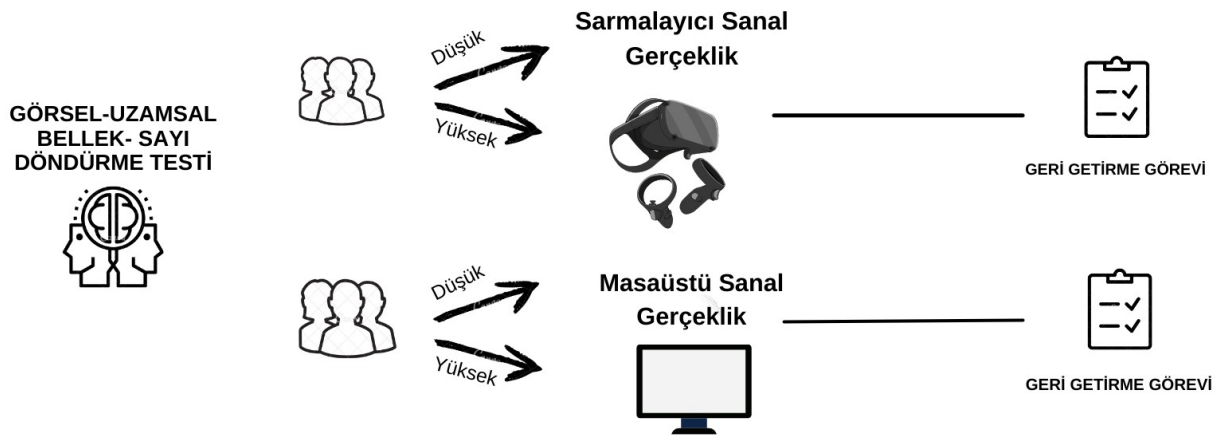 GÖRSEL-UZAMSAL
BELLEK- SAYI
DÖNDÜRME TESTİ
Düşük
Yüksek
Sarmalayıcı Sanal
Gerçeklik
GERİ GETİRME GÖREVİ
Düşük
Yüksek
Masaüstü Sanal
Gerçeklik
GERİ GETİRME GÖREVİ